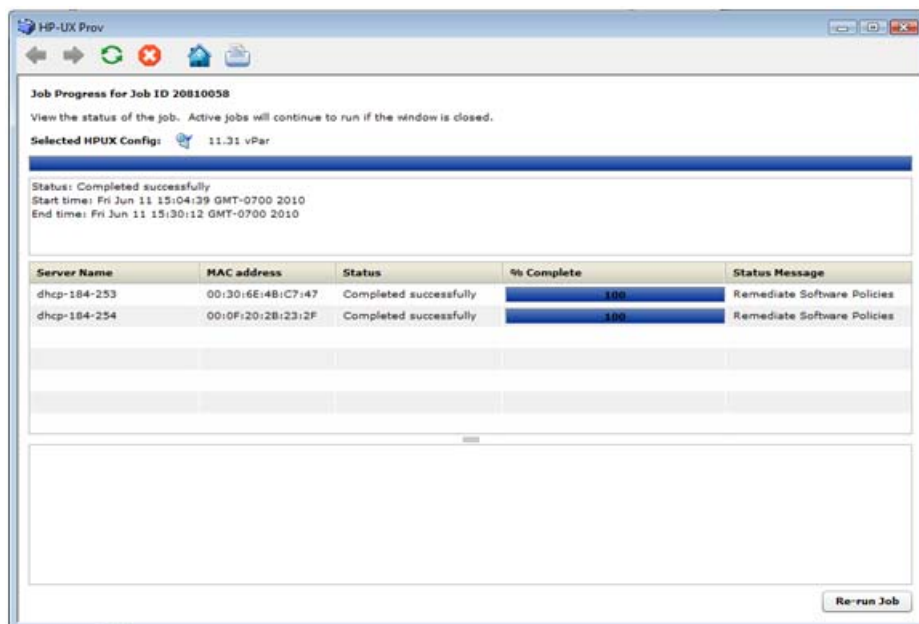 HP-UX Prov
Job Progress for Job ID 20810058
View the status of the job. Active jobs will continue to run if the window is closed.
Selected HPUX Config: 11.31 vPar
Status: Completed successfully
Start time: Fri Jun 11 15:04:39 GMT-0700 2010
End time: Fri Jun 11 15:30:12 GMT-0700 2010
Server Name MAC address Status % Complete Status Message
dhcp-184-253 00:30:6E:4B:C7:47 Completed successfully 100 Remediate Software Policies
dhcp-184-254 00:0F:20:2B:23:2F Completed successfully 100 Remediate Software Policies
Re-run Job